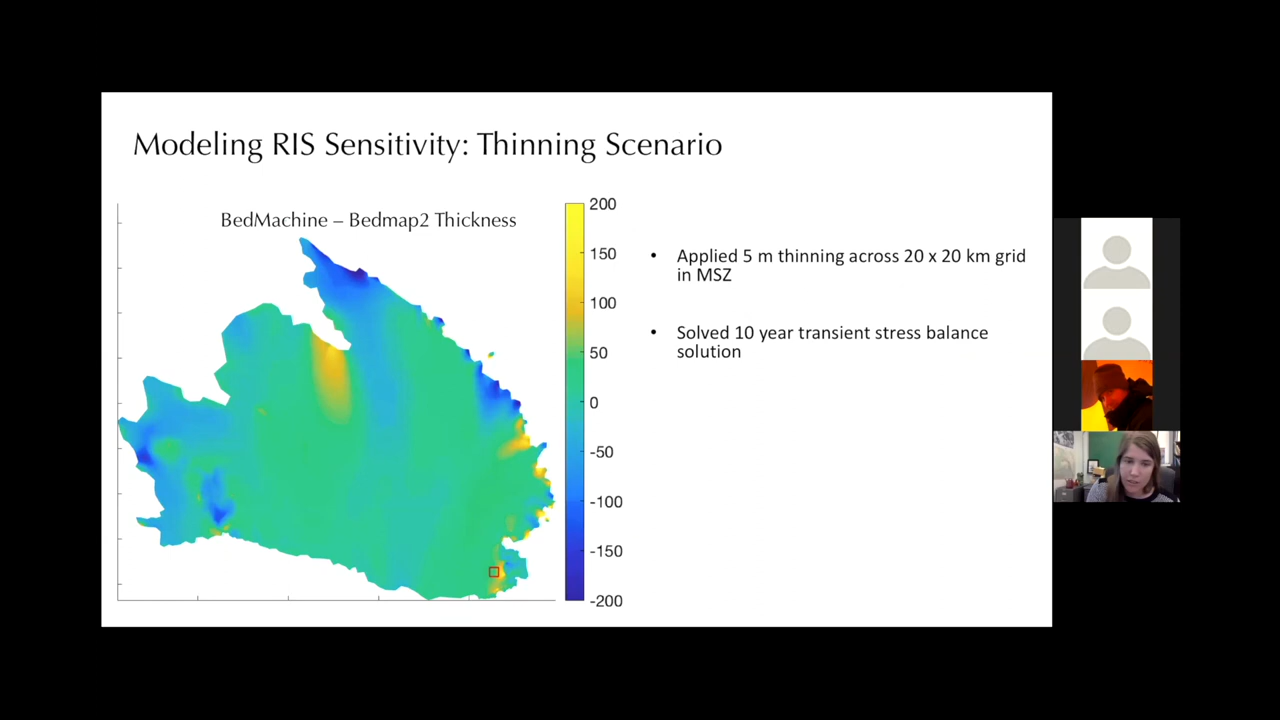 Modeling RIS Sensitivity: Thinning Scenario
BedMachine – Bedmap2 Thickness
200
150
100
50
0
-50
-100
-150
-200
• Applied 5 m thinning across 20 x 20 km grid
in MSZ
• Solved 10 year transient stress balance
solution